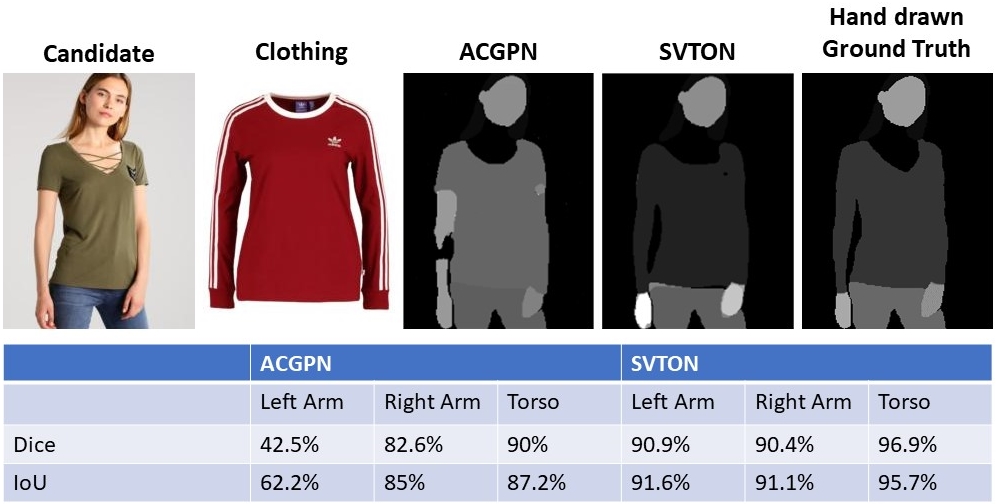 Candidate
Clothing
ACGPN
SVTON
Hand drawn
Ground Truth
adidas
ACGPN SVTON
Left Arm Right Arm Torso Left Arm Right Arm Torso
Dice 42.5% 82.6% 90% 90.9% 90.4% 96.9%
IoU 62.2% 85% 87.2% 91.6% 91.1% 95.7%